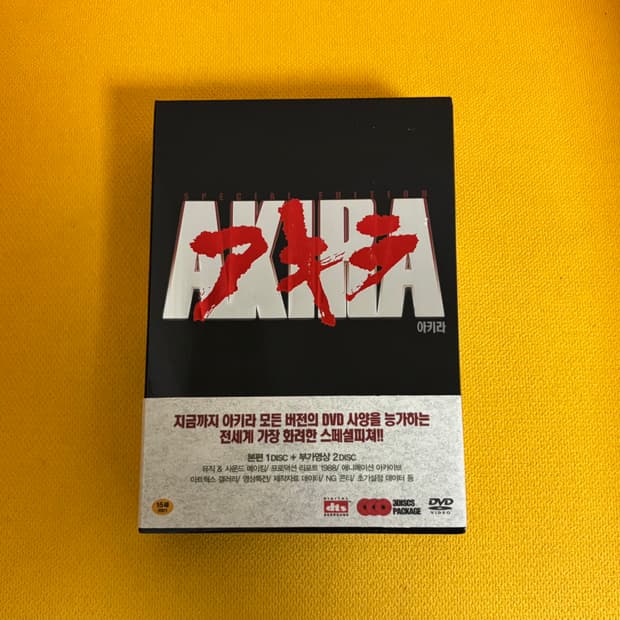 SPECIAL EDITION
AKIRA
アキラ
아키라
지금까지 아키라 모든 버전의 DVD 사양을 능가하는
전세계 가장 화려한 스페셜피쳐!!
본편 1DISC + 부가영상 2DISC
뮤직 & 사운드 메이킹/ 프로덕션 리포트 1988/ 애니메이션 아카이브
아트웍스 갤러리/ 영상특전/ 제작자료 데이터/ NG 콘티/ 초기설정 데이터 등
15세
DIGITAL
dts
SURROUND
3DISCS
PACKAGE
DVD
VIDEO